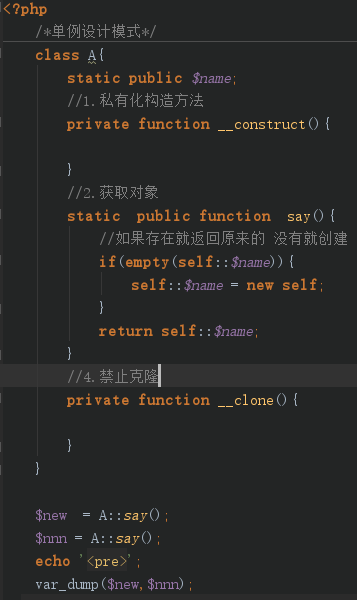 <?php
/*单例设计模式*/
class A{
static public $name;
//1.私有化构造方法
private function __construct(){
}
//2.获取对象
static  public function  say(){
//如果存在就返回原来的 没有就创建
if(empty(self::$name)){
self::$name = new self;
}
return self::$name;
}
//4.禁止克隆
private function __clone(){
}
}
$new  = A::say();
$nnn = A::say();
echo '<pre>';
var_dump($new,$nnn);